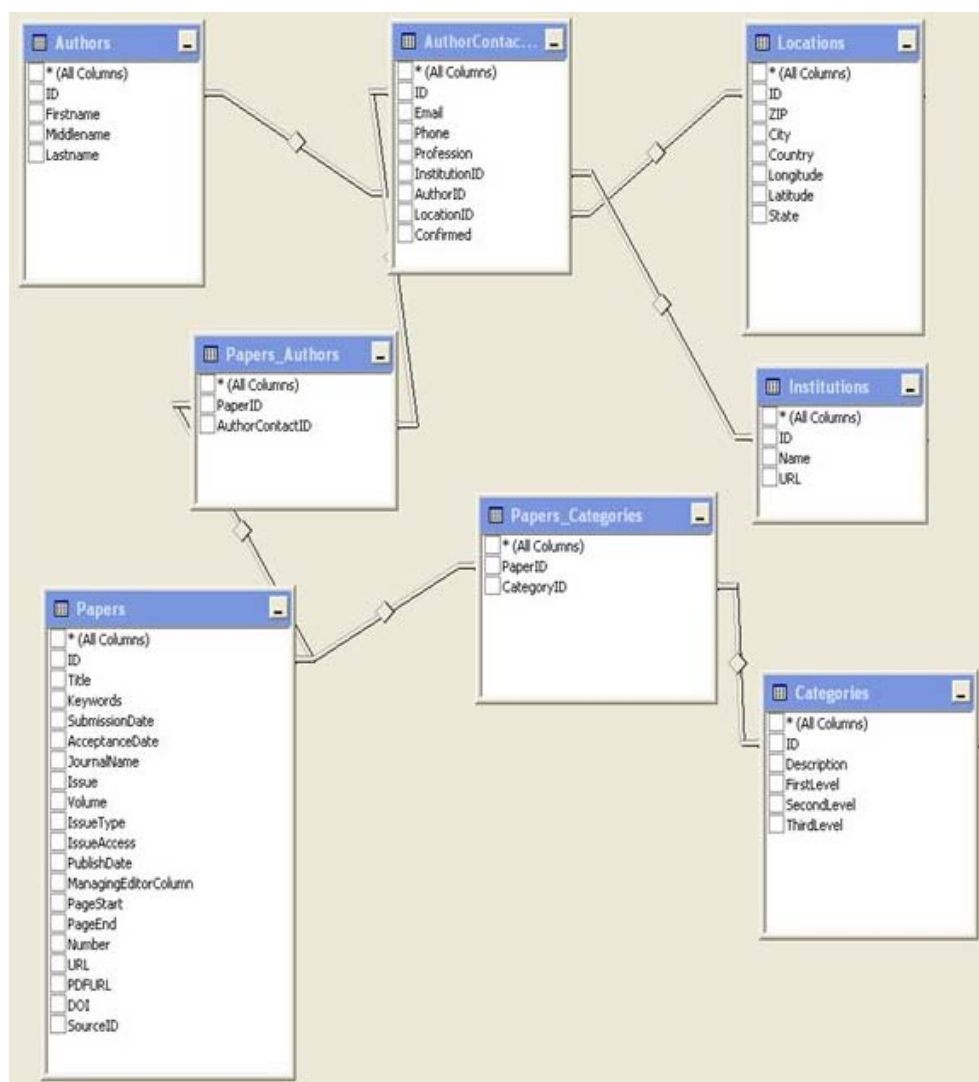 Authors
* (All Columns)
ID
Firstname
Middlename
Lastname
AuthorContac...
* (All Columns)
ID
Email
Phone
Profession
InstitutionID
AuthorID
LocationID
Confirmed
Locations
* (All Columns)
ID
ZIP
City
Country
Longitude
Latitude
State
Papers_Authors
* (All Columns)
PaperID
AuthorContactID
Institutions
* (All Columns)
ID
Name
URL
Papers_Categories
* (All Columns)
PaperID
CategoryID
Papers
* (All Columns)
ID
Title
Keywords
SubmissionDate
AcceptanceDate
JournalName
Issue
Volume
IssueType
IssueAccess
PublishDate
ManagingEditorColumn
PageStart
PageEnd
Number
URL
PDFURL
DOI
SourceID
Categories
* (All Columns)
ID
Description
FirstLevel
SecondLevel
ThirdLevel